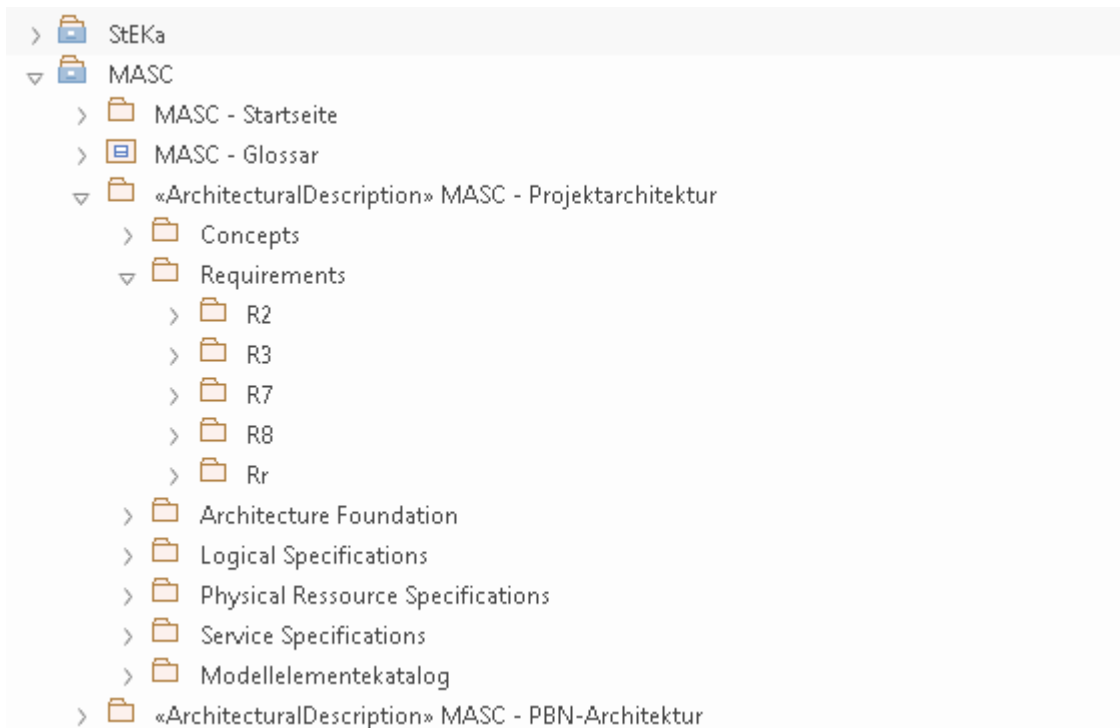 StEKa
MASC
MASC - Startseite
MASC - Glossar
«ArchitecturalDescription» MASC - Projektarchitektur
Concepts
Requirements
R2
R3
R7
R8
Rr
Architecture Foundation
Logical Specifications
Physical Ressource Specifications
Service Specifications
Modellelementekatalog
«ArchitecturalDescription» MASC - PBN-Architektur